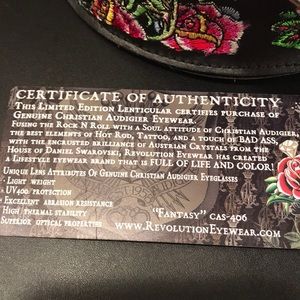 CERTIFICATE OF AUTHENTICITY
THIS LIMITED EDITION LENTICULAR CERTIFIES PURCHASE OF
GENUINE CHRISTIAN AUDIGIER EYEWEAR.
FUSING THE ROCK N ROLL WITH A SOUL ATTITUDE OF CHRISTIAN AUDIGIER,
THE BEST ELEMENTS OF HOT ROD, TATTOO, AND A TOUCH OF BAD ASS,
WITH THE ENCRUSTED BRILLIANCE OF AUSTRIAN CRYSTALS FROM THE
HOUSE OF DANIEL SWAROVSKI, REVOLUTION EYEWEAR HAS CREATED
A LIFESTYLE EYEWEAR BRAND THAT IS FULL OF LIFE AND COLOR!
UNIQUE LENS ATTRIBUTES OF GENUINE CHRISTIAN AUDIGIER EYEGLASSES
· LIGHT WEIGHT
· UV400 PROTECTION
· EXCELLENT ABRASION RESISTANCE
HIGH THERMAL STABILITY
SUPERIOR OPTICAL PROPERTIES
"FANTASY" CAS-406
WWW.REVOLUTIONEYEWEAR.COM